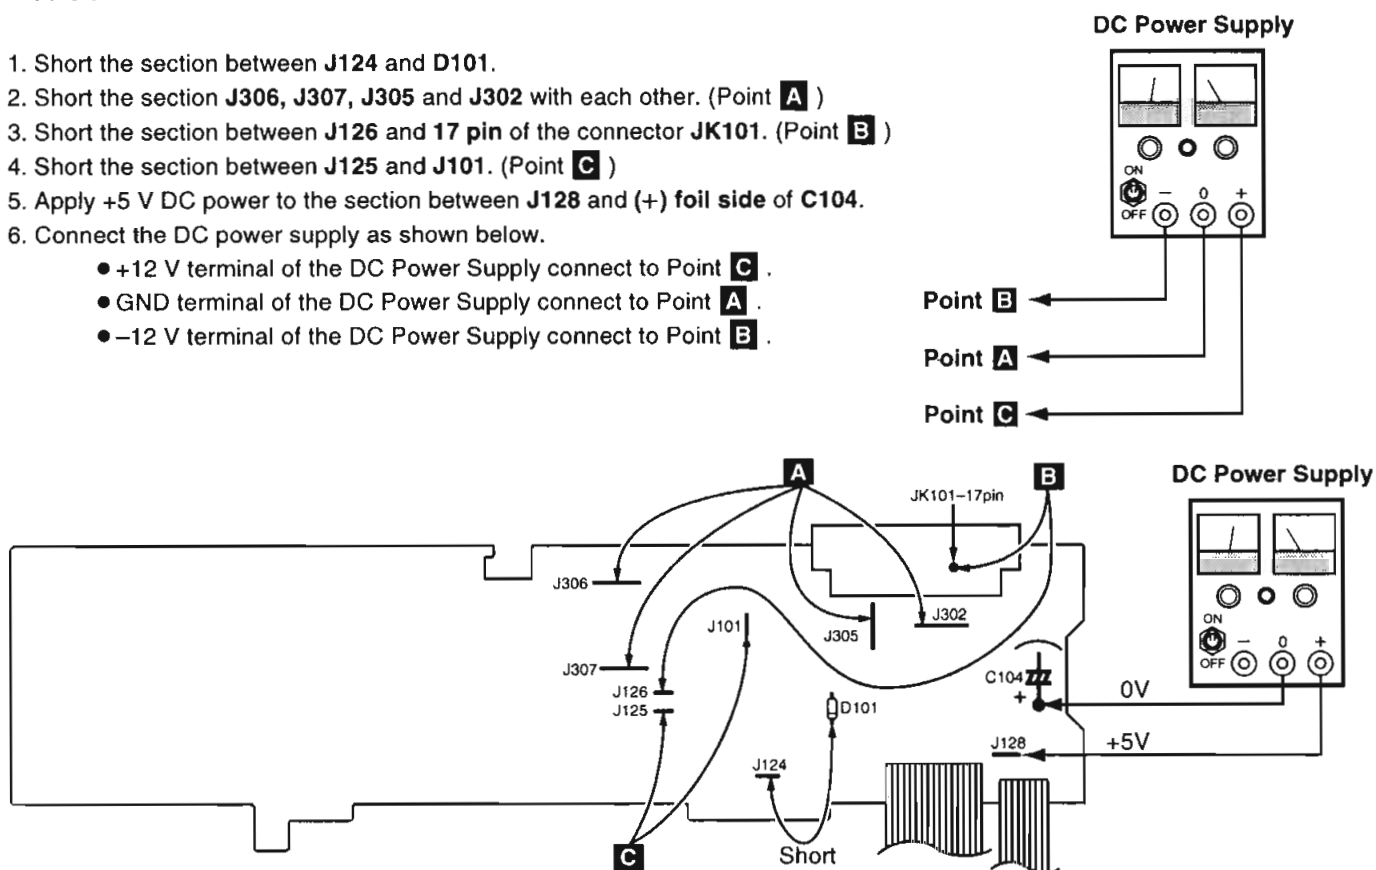 DC Power Supply
1. Short the section between J124 and D101.
2. Short the section J306, J307, J305 and J302 with each other. (Point A )
3. Short the section between J126 and 17 pin of the connector JK101. (Point B )
4. Short the section between J125 and J101. (Point C )
5. Apply +5 V DC power to the section between J128 and (+) foil side of C104.
6. Connect the DC power supply as shown below.
● +12 V terminal of the DC Power Supply connect to Point C .
● GND terminal of the DC Power Supply connect to Point A .
● –12 V terminal of the DC Power Supply connect to Point B .
ON
OFF
– 0 +
Point B
Point A
Point C
DC Power Supply
A
B
JK101–17pin
J306
J101
J305
J302
J307
J126
J125
D101
C104
+
J128
J124
ON
OFF
– 0 +
0V
+5V
C
Short